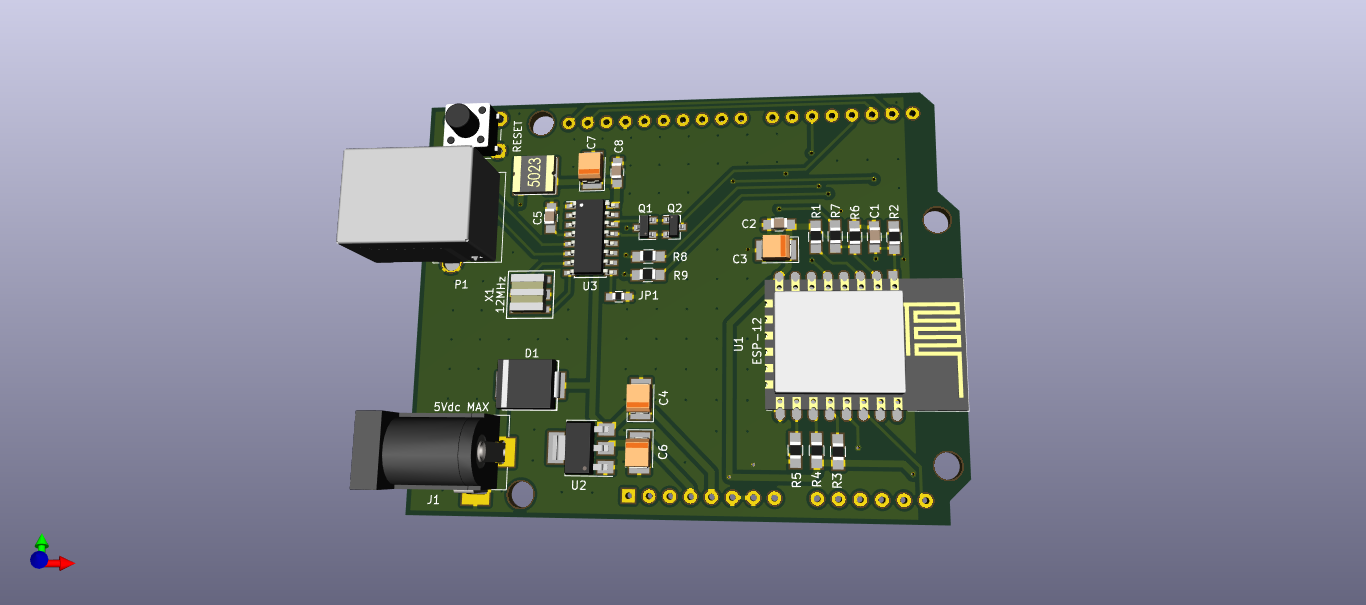 RESET
5023
C7
C8
C5
Q1
Q2
C2
C3
R1
R7
R6
C1
R2
R8
R9
U3
JP1
P1
X1
12MHz
U1
ESP-12
D1
5Vdc MAX
C4
C6
U2
J1
R5
R4
R3